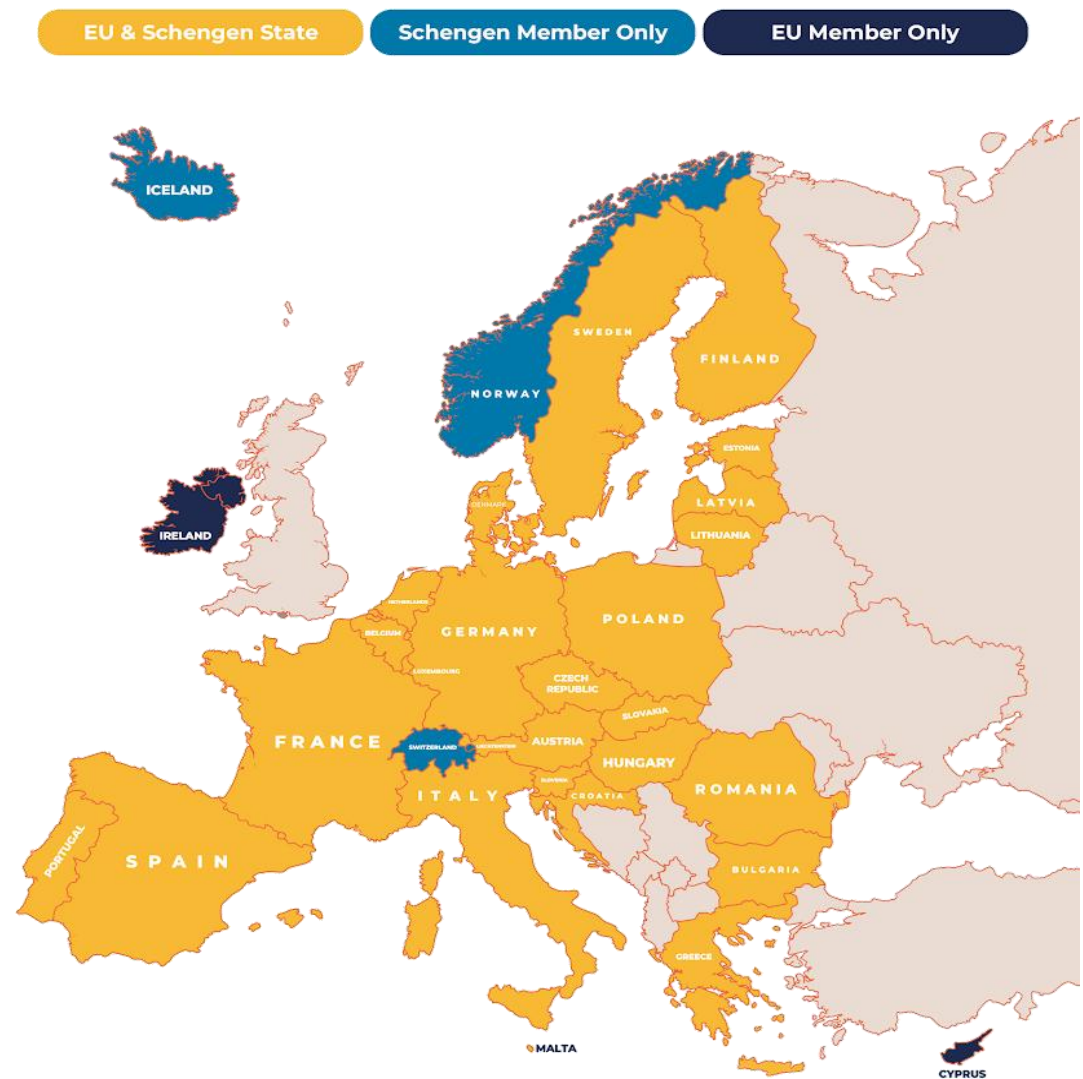 EU & Schengen State
Schengen Member Only
EU Member Only
ICELAND
SWEDEN
FINLAND
NORWAY
ESTONIA
LATVIA
LITHUANIA
DENMARK
IRELAND
NETHERLANDS
BELGIUM
GERMANY
POLAND
LUXEMBOURG
CZECH
REPUBLIC
SLOVAKIA
FRANCE
SWITZERLAND
LIECHTENSTEIN
AUSTRIA
HUNGARY
SLOVENIA
CROATIA
ITALY
ROMANIA
PORTUGAL
SPAIN
BULGARIA
GREECE
MALTA
CYPRUS